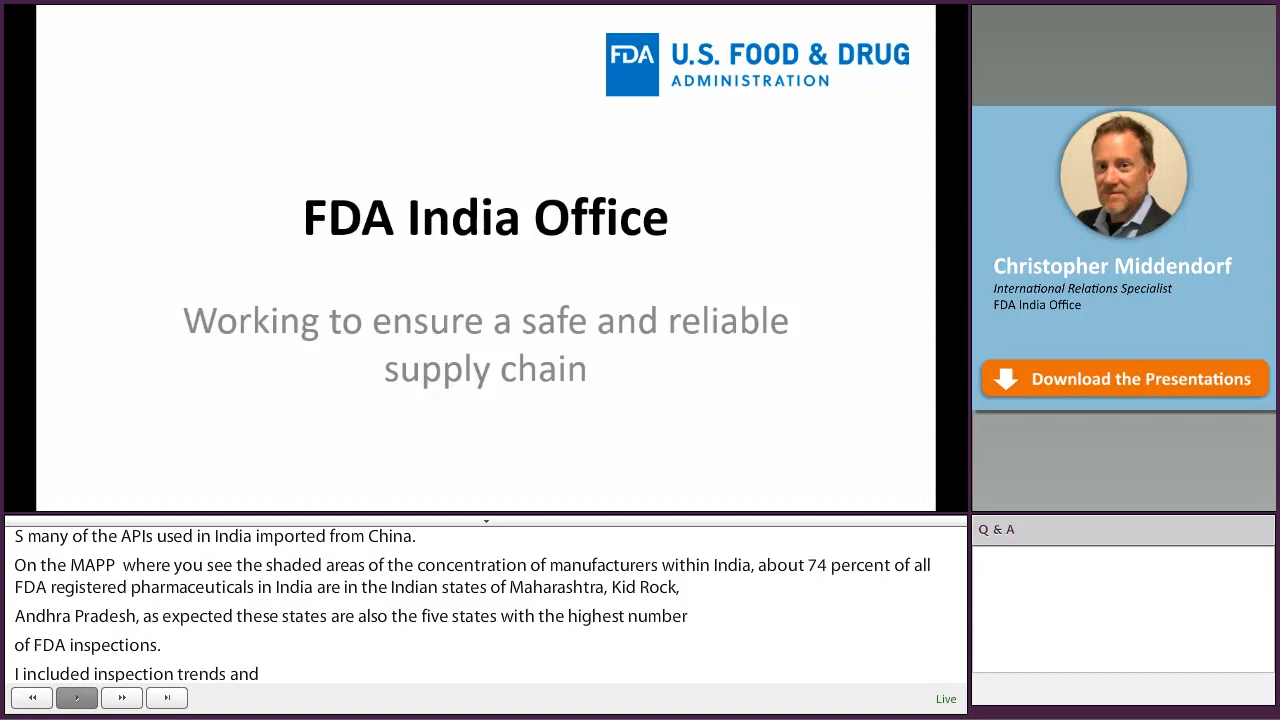 FDA
U.S. FOOD & DRUG
ADMINISTRATION
FDA India Office
Working to ensure a safe and reliable
supply chain
Christopher Middendorf
International Relations Specialist
FDA India Office
Download the Presentations
S many of the APIs used in India imported from China.
On the MAPP where you see the shaded areas of the concentration of manufacturers within India, about 74 percent of all
FDA registered pharmaceuticals in India are in the Indian states of Maharashtra, Kid Rock,
Andhra Pradesh, as expected these states are also the five states with the highest number
of FDA inspections.
I included inspection trends and
Live
Q & A